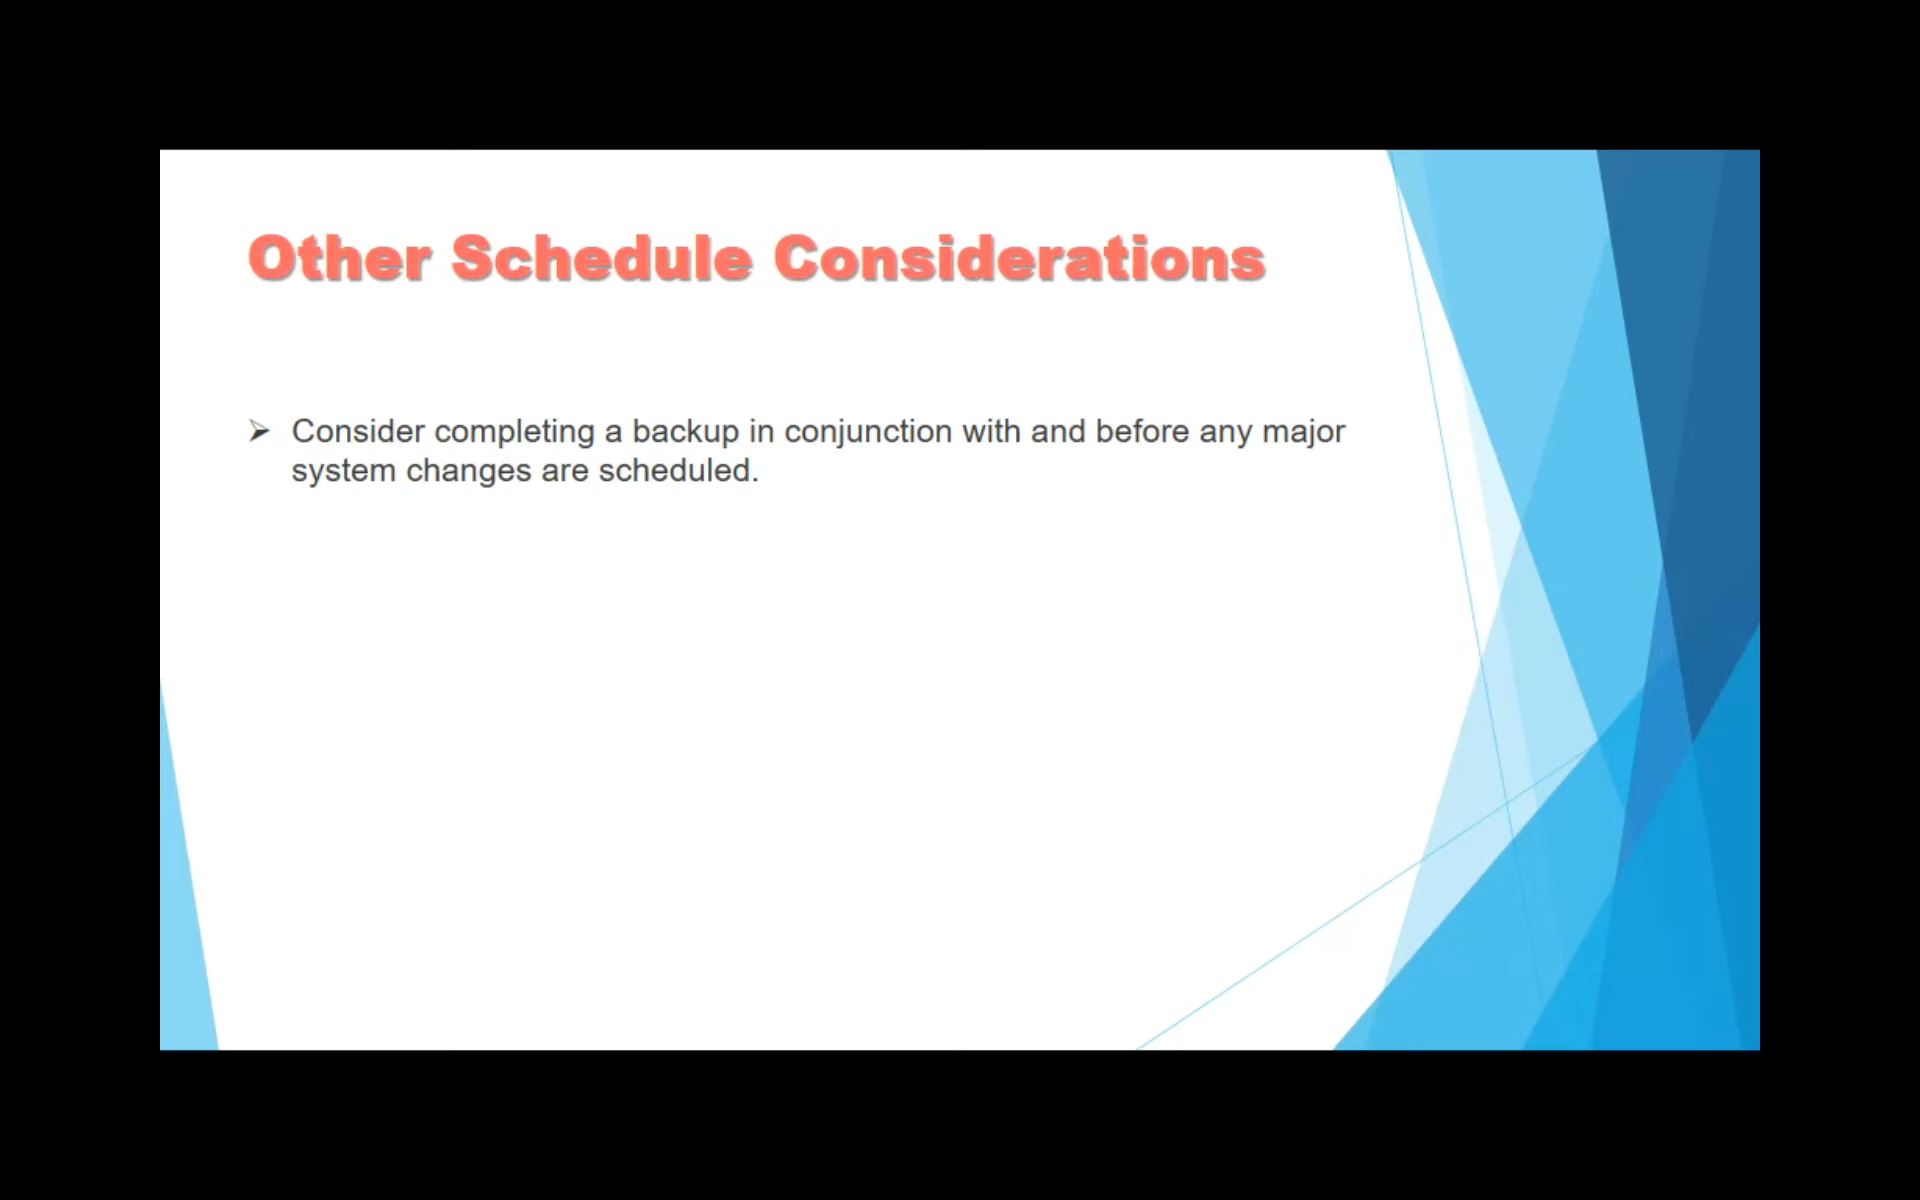 Other Schedule Considerations
➢ Consider completing a backup in conjunction with and before any major
system changes are scheduled.